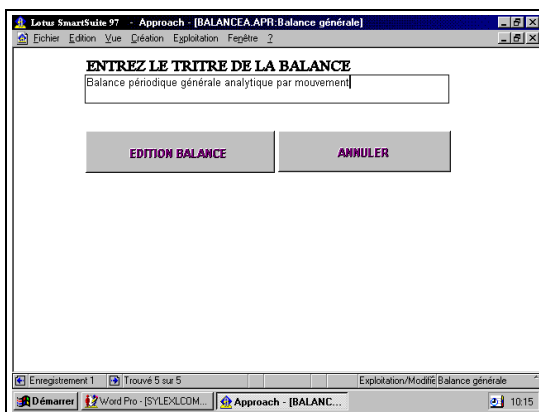 Lotus SmartSuite 97 - Approach - [BALANCEA.APR:Balance générale]
Fichier Edition Vue Création Exploitation Fenêtre ?
ENTREZ LE TRITRE DE LA BALANCE
Balance périodique générale analytique par mouvement
EDITION BALANCE ANNULER
Enregistrement 1 Trouvé 5 sur 5 Exploitation/Modifié Balance générale
Démarrer Word Pro - [SYLEXLCOM... Approach - [BALANC... 10:15